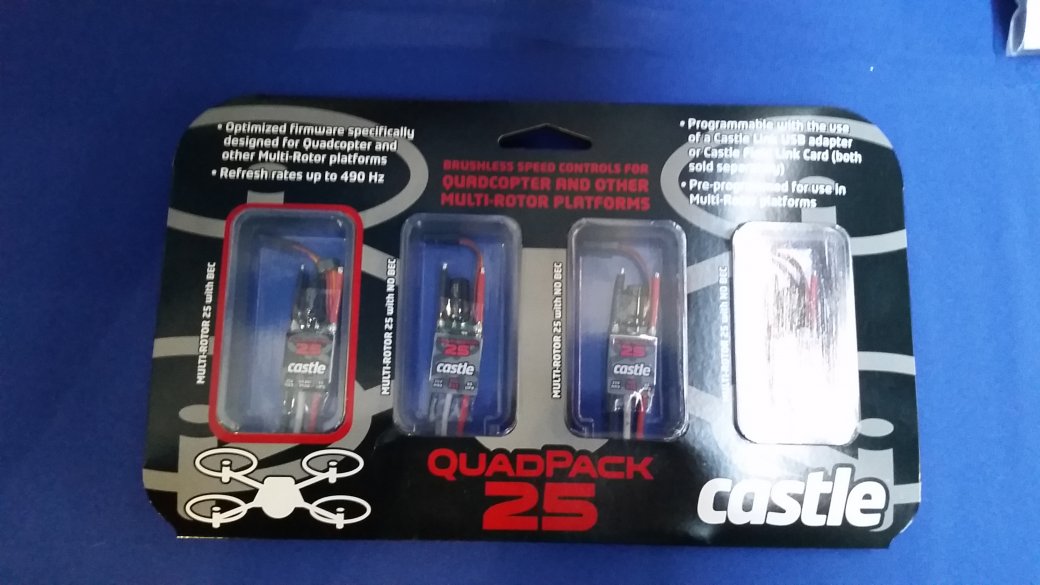 • Optimized firmware specifically
designed for Quadcopter and
other Multi-Rotor platforms
• Refresh rates up to 490 Hz
BRUSHLESS SPEED CONTROLS FOR
QUADCOPTER AND OTHER
MULTI-ROTOR PLATFORMS
• Programmable with the use
of a Castle Link USB adapter
or Castle Field Link Card (both
sold separately)
• Pre-programmed for use in
Multi-Rotor platforms
MULTI-ROTOR 25 with BEC
25
castle
MULTI-ROTOR 25 with NO BEC
25
castle
MULTI-ROTOR 25 with NO BEC
25
castle
25 with NO BEC
QUADPACK
25
castle